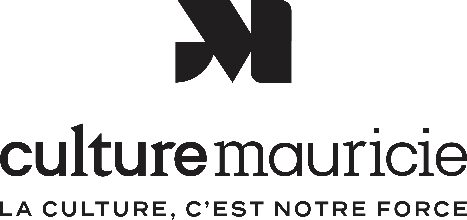 culturemauricie
LA CULTURE, C'EST NOTRE FORCE